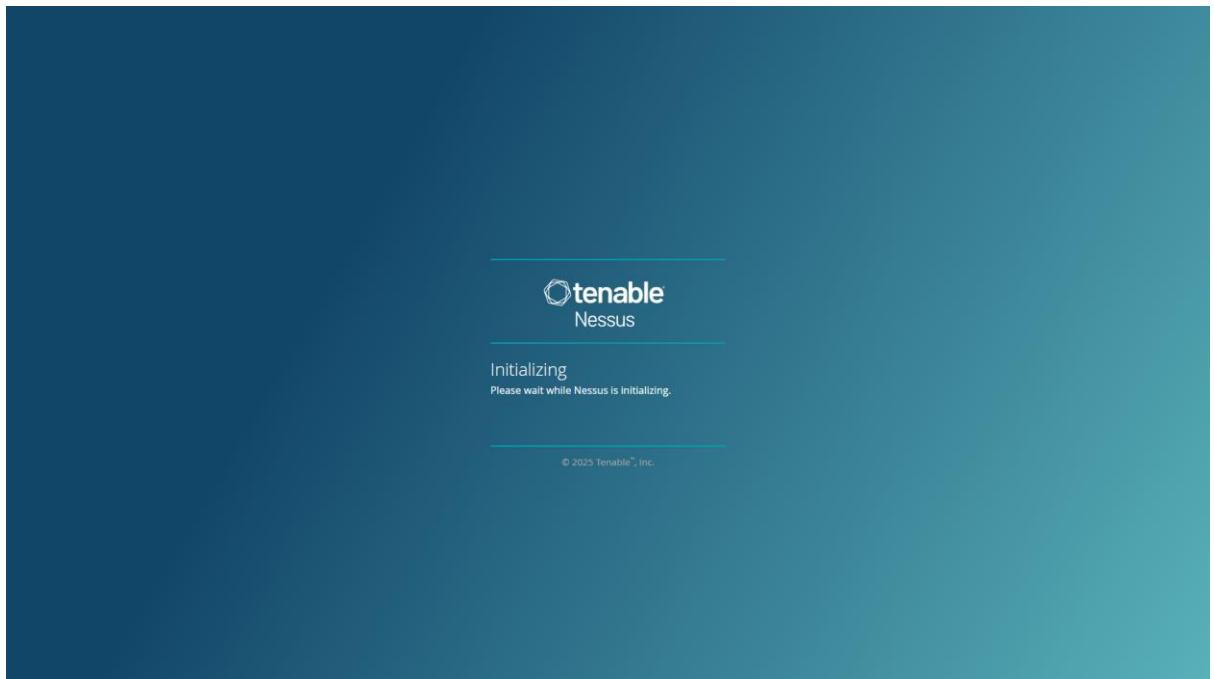 tenable
Nessus
Initializing
Please wait while Nessus is initializing.
© 2025 Tenable™, Inc.